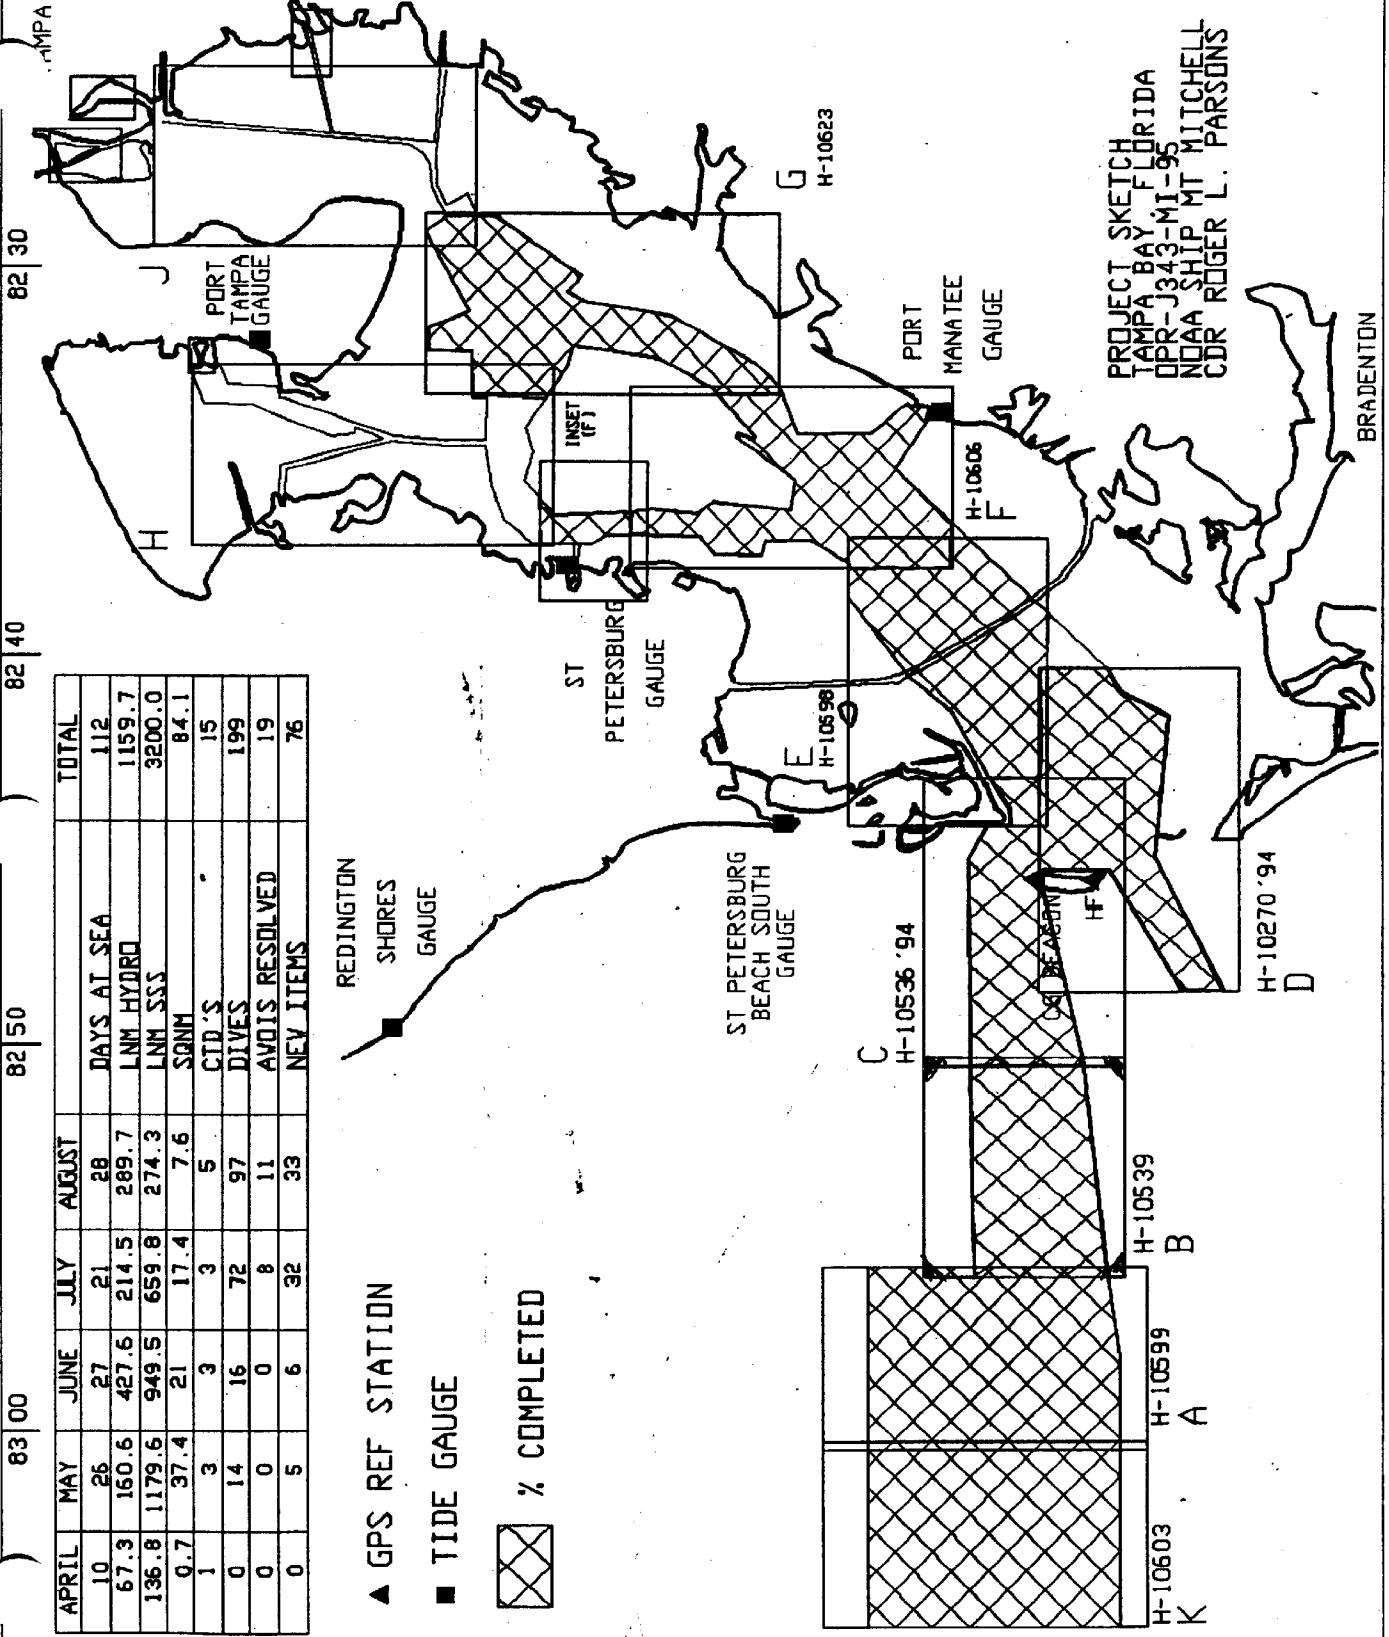 83 00
82 50
82 40
82 30
APRIL MAY JUNE JULY AUGUST TOTAL
10 26 27 21 28 DAYS AT SEA 112
67.3 160.6 427.6 214.5 289.7 LNM HYDRO 1159.7
136.8 1179.6 949.5 659.8 274.3 LNM SSS 3200.0
0.7 37.4 21 17.4 7.6 SQNM 84.1
1 3 3 3 5 CTD'S 15
0 14 16 72 97 DIVES 199
0 0 0 8 11 AWOIS RESOLVED 19
0 5 6 32 33 NEW ITEMS 76
▲ GPS REF STATION
■ TIDE GAUGE
% COMPLETED
REDINGTON
SHORES
GAUGE
ST PETERSBURG
BEACH SOUTH
GAUGE
ST
PETERSBURG
GAUGE
PORT
TAMPA
GAUGE
PORT
MANATEE
GAUGE
INSET
(F)
H
J
G
H-10623
H-10606
F
E
H-10598
C
H-10536 '94
H-10270 '94
D
H-10539
B
H-10599
A
H-10603
K
HF
BRADENTON
PROJECT SKETCH
TAMPA BAY, FLORIDA
OPR-J343-MI-95
NOAA SHIP MT MITCHELL
CDR ROGER L. PARSONS